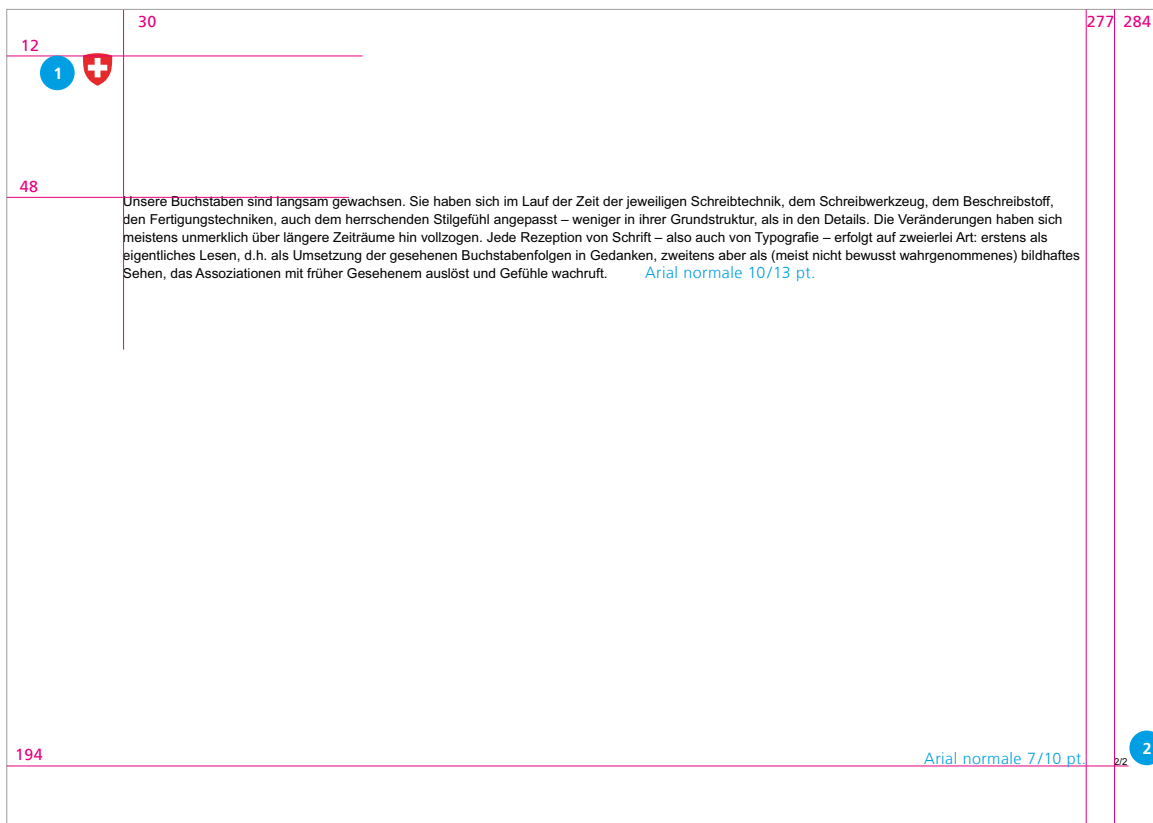 30
277 284
12
1
48
Unsere Buchstaben sind langsam gewachsen. Sie haben sich im Lauf der Zeit der jeweiligen Schreibtechnik, dem Schreibwerkzeug, dem Beschreibstoff,
den Fertigungstechniken, auch dem herrschenden Stilgefühl angepasst – weniger in ihrer Grundstruktur, als in den Details. Die Veränderungen haben sich
meistens unmerklich über längere Zeiträume hin vollzogen. Jede Rezeption von Schrift – also auch von Typografie – erfolgt auf zweierlei Art: erstens als
eigentliches Lesen, d.h. als Umsetzung der gesehenen Buchstabenfolgen in Gedanken, zweitens aber als (meist nicht bewusst wahrgenommenes) bildhaftes
Sehen, das Assoziationen mit früher Gesehenem auslöst und Gefühle wachruft. Arial normale 10/13 pt.
2
194
Arial normale 7/10 pt. 2/2